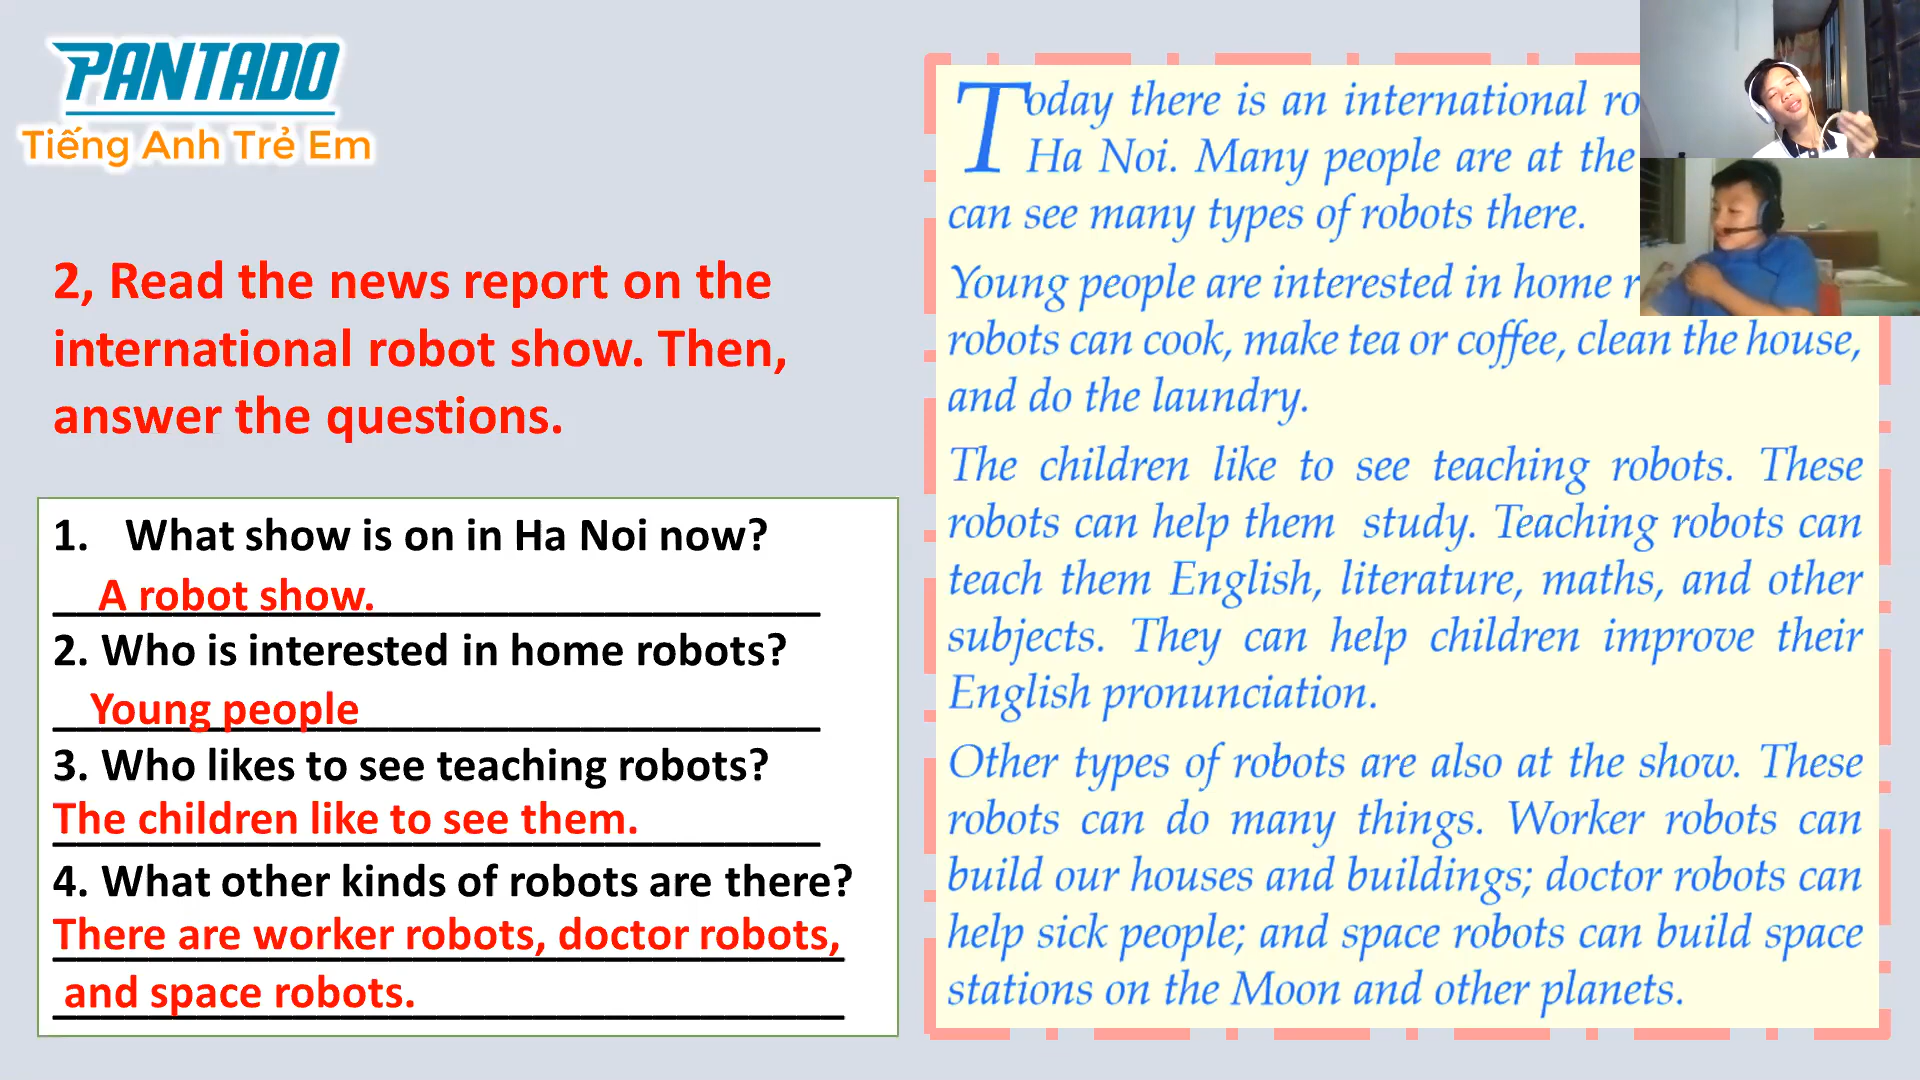 PANTADO
Tiếng Anh Trẻ Em
2, Read the news report on the
international robot show. Then,
answer the questions.
1. What show is on in Ha Noi now?
A robot show.
2. Who is interested in home robots?
Young people
3. Who likes to see teaching robots?
The children like to see them.
4. What other kinds of robots are there?
There are worker robots, doctor robots,
and space robots.
Today there is an international
Ha Noi. Many people are at the
can see many types of robots there.
Young people are interested in home
robots can cook, make tea or coffee, clean the house,
and do the laundry.
The children like to see teaching robots. These
robots can help them study. Teaching robots can
teach them English, literature, maths, and other
subjects. They can help children improve their
English pronunciation.
Other types of robots are also at the show. These
robots can do many things. Worker robots can
build our houses and buildings; doctor robots can
help sick people; and space robots can build space
stations on the Moon and other planets.